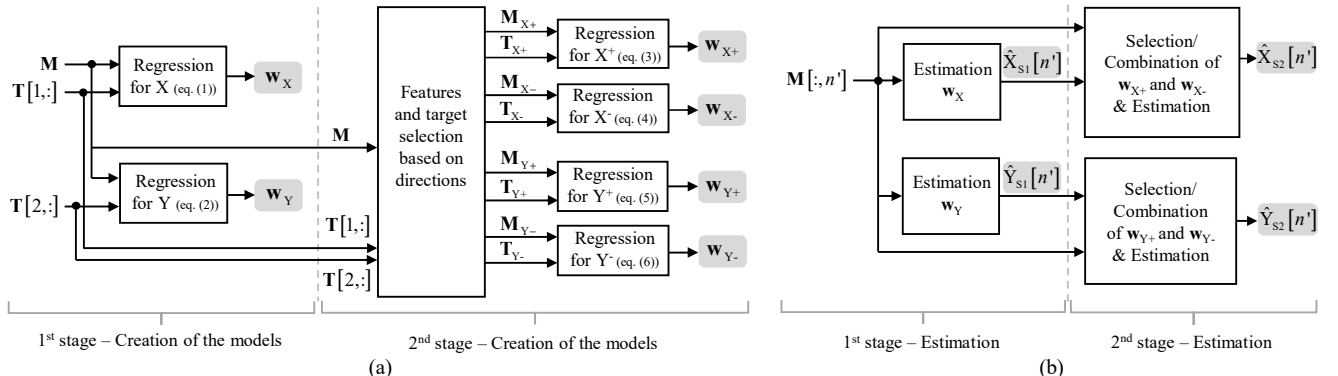 M
T[1,:]
Regression
for X (eq. (1))
w_X
T[2,:]
Regression
for Y (eq. (2))
w_Y
M
T[1,:]
T[2,:]
Features
and target
selection
based on
directions
M_X+
T_X+
Regression
for X⁺ (eq. (3))
w_X+
M_X−
T_X-
Regression
for X⁻ (eq. (4))
w_X-
M_Y+
T_Y+
Regression
for Y⁺ (eq. (5))
w_Y+
M_Y−
T_Y-
Regression
for Y⁻ (eq. (6))
w_Y-
1st stage – Creation of the models
2nd stage – Creation of the models
(a)
M[:,n']
Estimation
w_X
X̂_S1[n']
Selection/
Combination of
w_X+ and w_X-
& Estimation
X̂_S2[n']
Estimation
w_Y
Ŷ_S1[n']
Selection/
Combination
of w_Y+ and w_Y-
& Estimation
Ŷ_S2[n']
1st stage – Estimation
2nd stage – Estimation
(b)